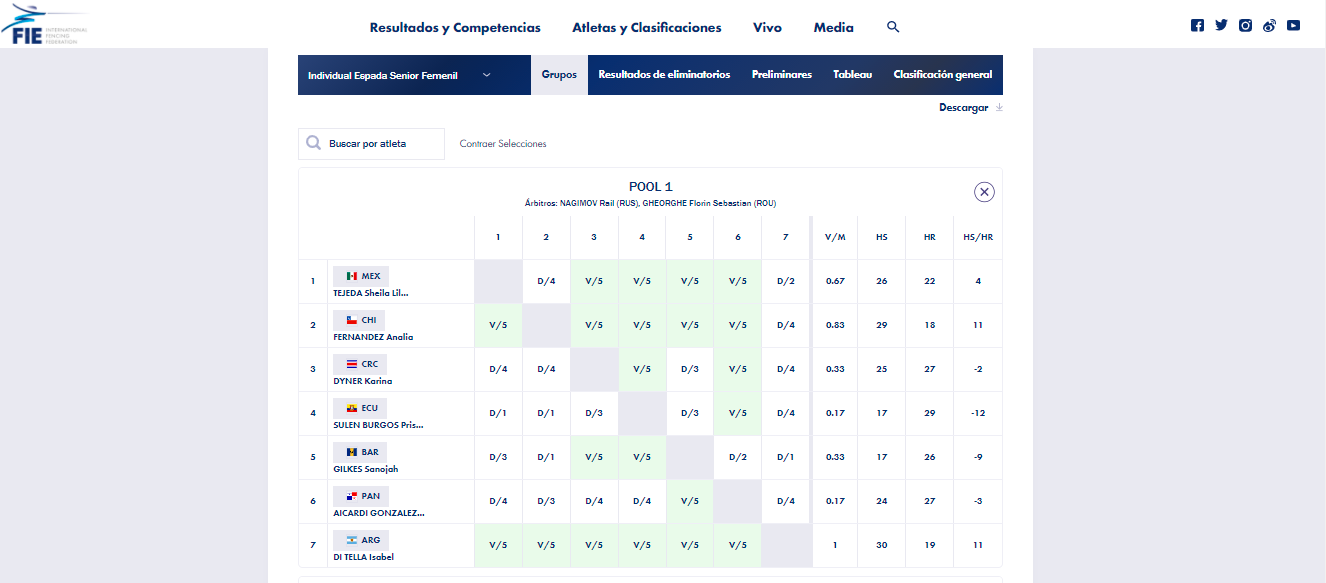 FIE INTERNATIONAL FENCING FEDERATION
Resultados y Competencias Atletas y Clasificaciones Vivo Media
Individual Espada Senior Femenil Grupos Resultados de eliminatorios Preliminares Tableau Clasificación general
Descargar
Buscar por atleta Contraer Selecciones
POOL 1
Árbitros: NAGIMOV Rail (RUS), GHEORGHE Florin Sebastian (ROU)
1 2 3 4 5 6 7 V/M HS HR HS/HR
1 MEX D/4 V/5 V/5 V/5 V/5 D/2 0.67 26 22 4
TEJEDA Sheila Lil...
2 CHI V/5 V/5 V/5 V/5 V/5 D/4 0.83 29 18 11
FERNANDEZ Analia
3 CRC D/4 D/4 V/5 D/3 V/5 D/4 0.33 25 27 -2
DYNER Karina
4 ECU D/1 D/1 D/3 D/3 V/5 D/4 0.17 17 29 -12
SULEN BURGOS Pris...
5 BAR D/3 D/1 V/5 V/5 D/2 D/1 0.33 17 26 -9
GILKES Sanojah
6 PAN D/4 D/3 D/4 D/4 V/5 D/4 0.17 24 27 -3
AICARDI GONZALEZ...
7 ARG V/5 V/5 V/5 V/5 V/5 V/5 1 30 19 11
DI TELLA Isabel